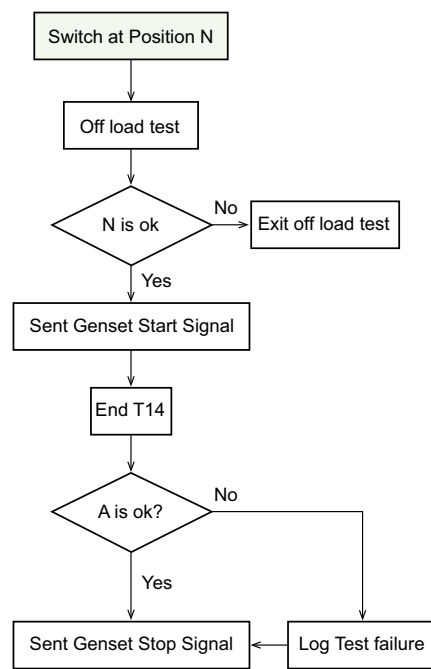 Switch at Position N
Off load test
N is ok
No
Exit off load test
Yes
Sent Genset Start Signal
End T14
A is ok?
No
Yes
Sent Genset Stop Signal
Log Test failure